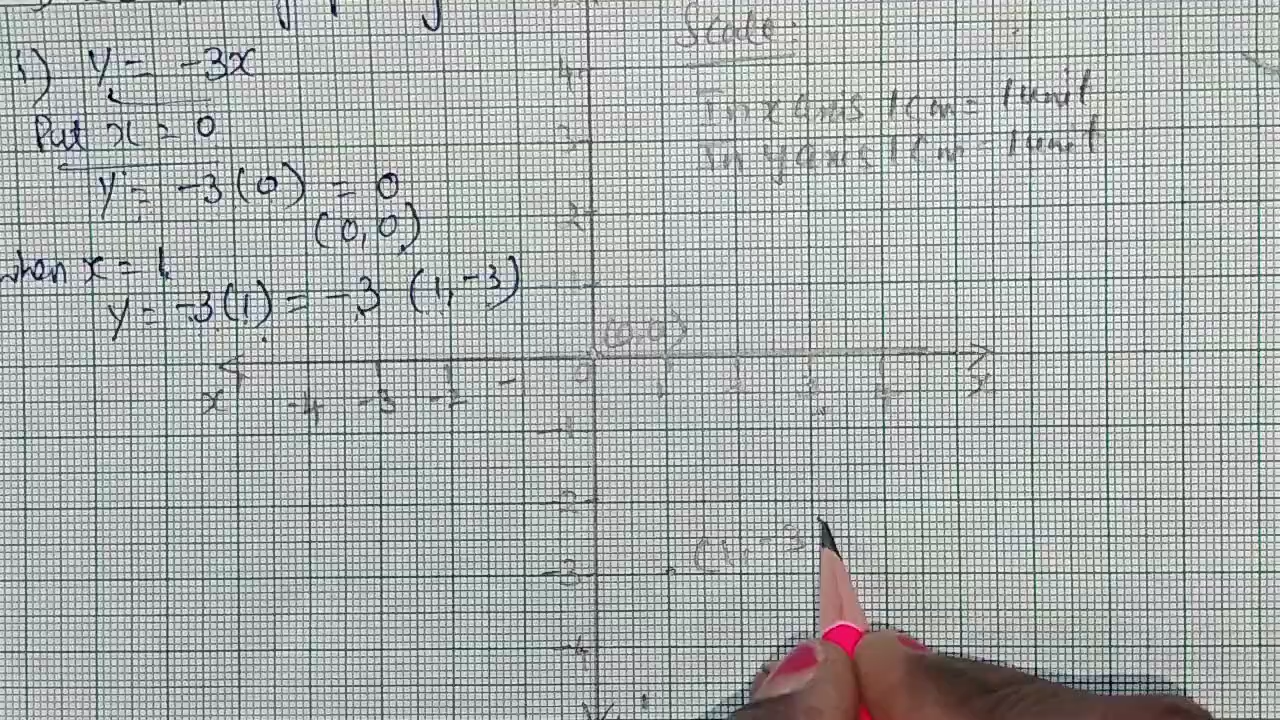 i) y = -3x
Put x = 0
y = -3(0) = 0
(0,0)
when x = 1
y = -3(1) = -3 (1,-3)
Scale:
In x axis 1cm = 1unit
In y axis 1cm = 1unit
4
3
2
1
(0,0)
x -4 -3 -2 -1 0 1 2 3 4 x
-1
-2
-3 (1,-3)
-4